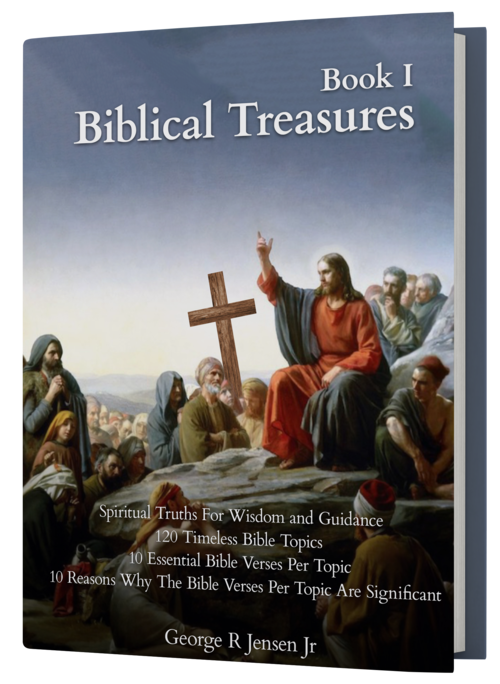 Book I
Biblical Treasures
Spiritual Truths For Wisdom and Guidance
120 Timeless Bible Topics
10 Essential Bible Verses Per Topic
10 Reasons Why The Bible Verses Per Topic Are Significant
George R Jensen Jr